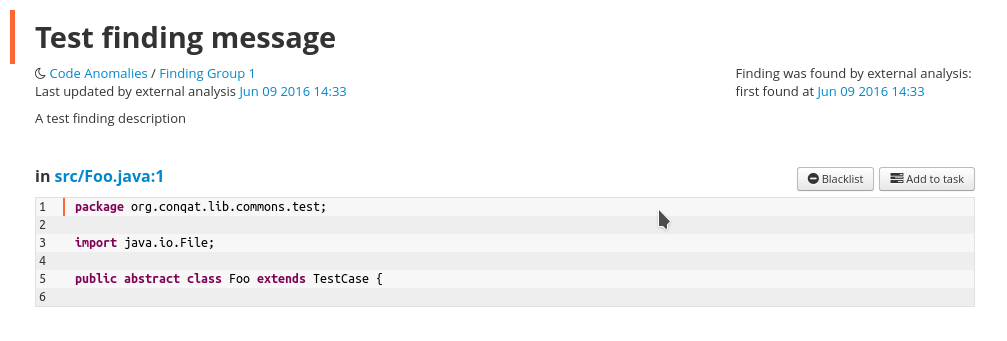 Test finding message
Code Anomalies / Finding Group 1
Last updated by external analysis Jun 09 2016 14:33
Finding was found by external analysis:
first found at Jun 09 2016 14:33
A test finding description
in src/Foo.java:1
Blacklist
Add to task
1 package org.conqat.lib.commons.test;
2
3 import java.io.File;
4
5 public abstract class Foo extends TestCase {
6